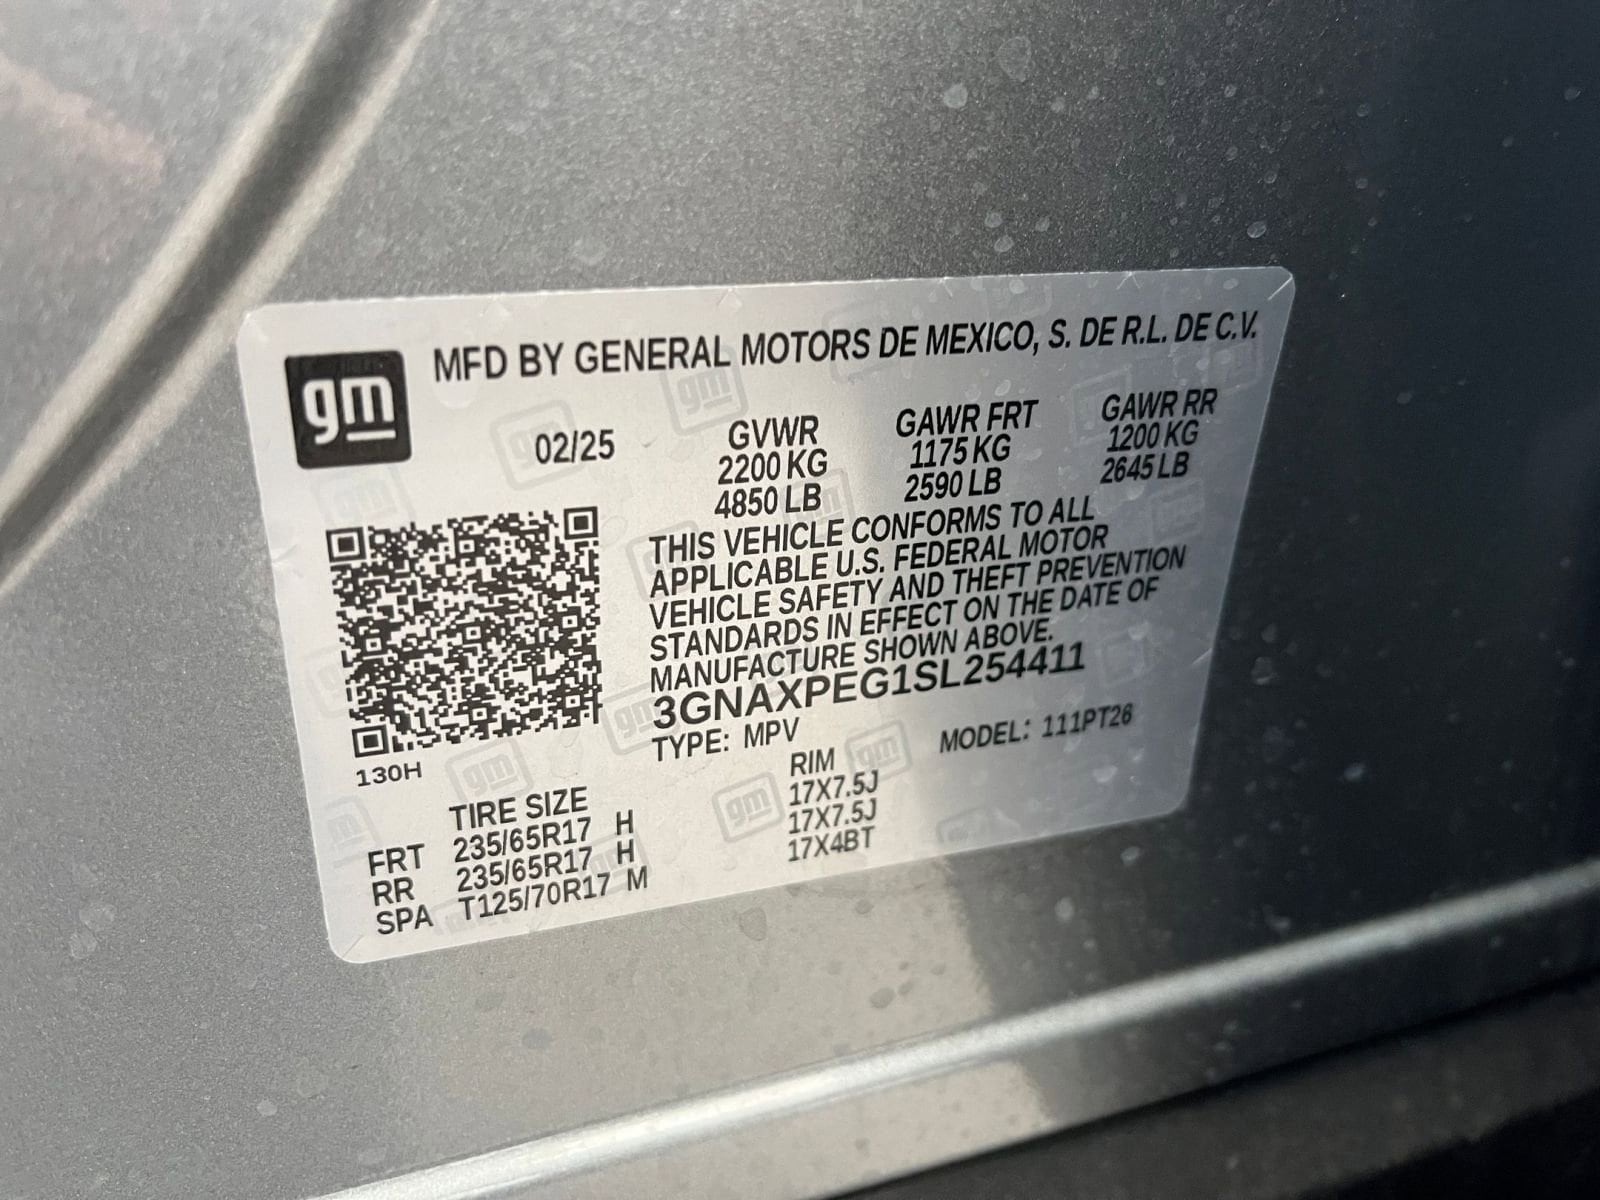 gm
MFD BY GENERAL MOTORS DE MEXICO, S. DE R.L. DE C.V.
02/25
GVWR GAWR FRT GAWR RR
2200 KG 1175 KG 1200 KG
4850 LB 2590 LB 2645 LB
THIS VEHICLE CONFORMS TO ALL
APPLICABLE U.S. FEDERAL MOTOR
VEHICLE SAFETY AND THEFT PREVENTION
STANDARDS IN EFFECT ON THE DATE OF
MANUFACTURE SHOWN ABOVE.
3GNAXPEG1SL254411
TYPE: MPV MODEL: 111PT26
130H
TIRE SIZE RIM
FRT 235/65R17 H 17X7.5J
RR 235/65R17 H 17X7.5J
SPA T125/70R17 M 17X4BT